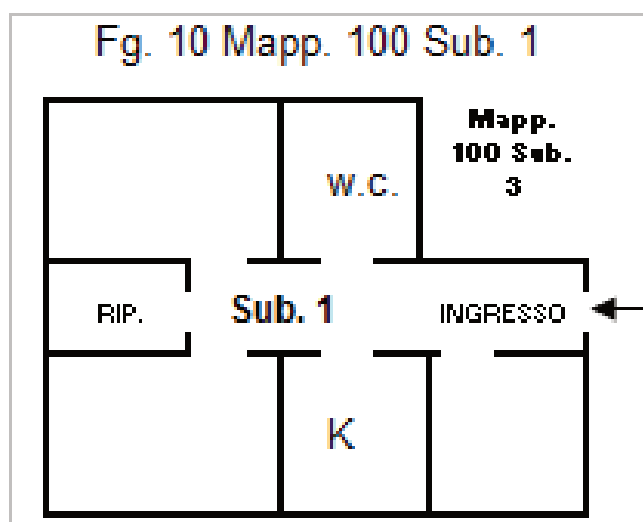 Fg. 10 Mapp. 100 Sub. 1
Mapp.
100 Sub.
3
W.C.
RIP.
Sub. 1
INGRESSO
K